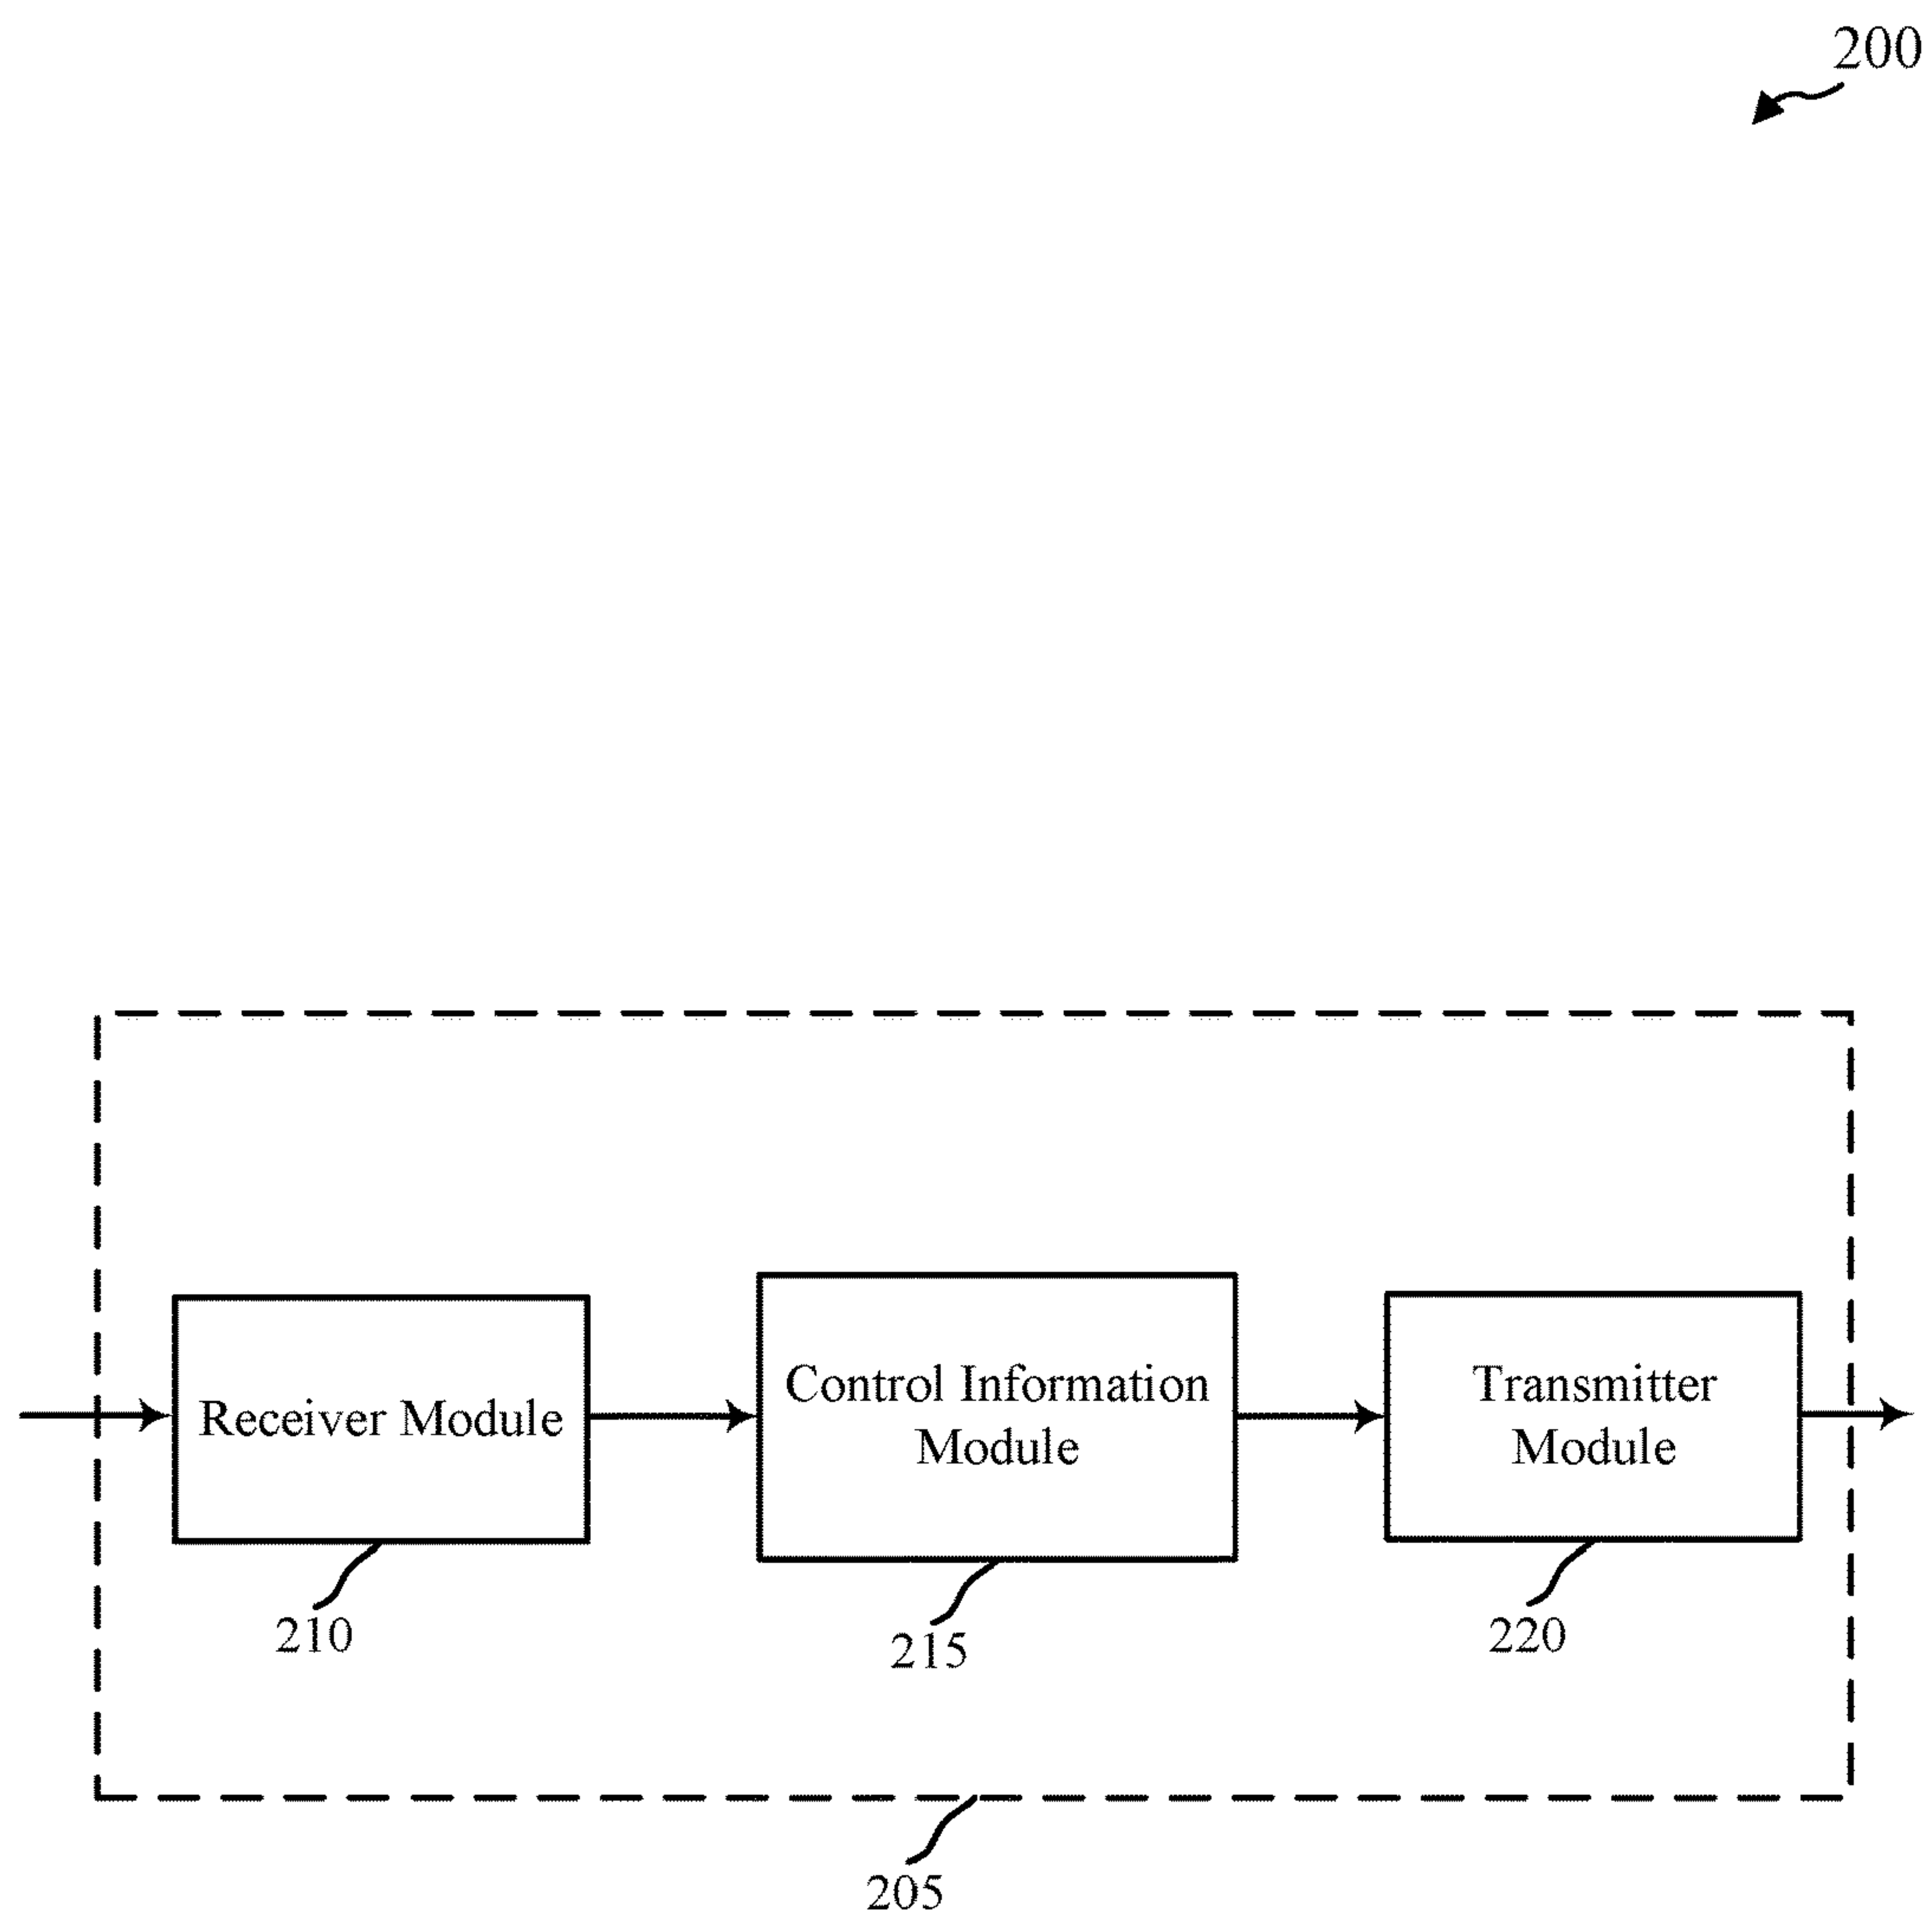 200
Receiver Module
Control Information
Module
Transmitter
Module
210
215
220
205